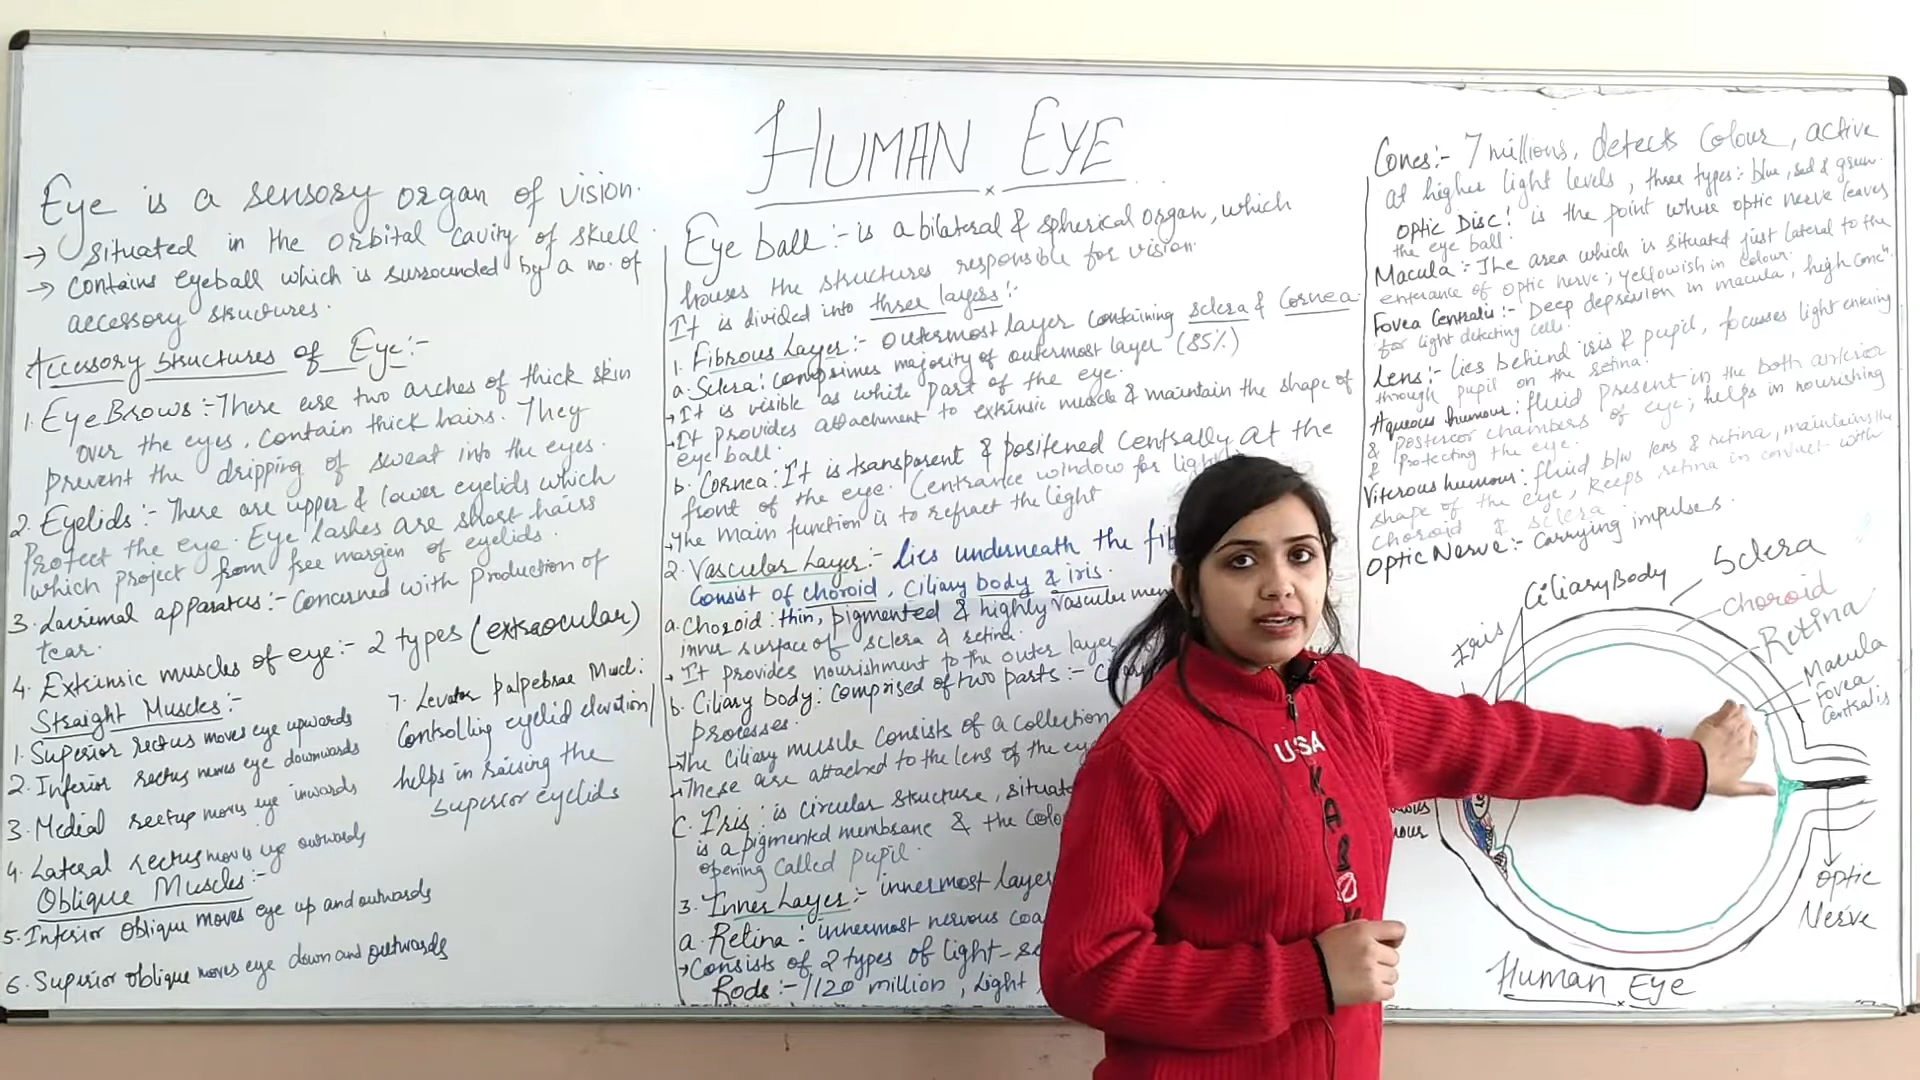 HUMAN EYE
Eye is a sensory organ of vision.
→ situated in the orbital cavity of skull.
→ contains eyeball which is surrounded by a no. of
accessory structures.
Accessory structures of Eye:-
1. Eye Brows:- There are two arches of thick skin
over the eyes, contain thick hairs. They
prevent the dripping of sweat into the eyes.
2. Eyelids:- There are upper & lower eyelids which
Protect the eye. Eye lashes are short hairs
which project from free margin of eyelids.
3. Lacrimal apparatus:- Concerned with production of
tear.
4. Extrinsic muscles of eye:- 2 types (extraocular)
Straight Muscles:-
1. Superior rectus moves eye upwards
2. Inferior rectus moves eye downwards
3. Medial rectus moves eye inwards
4. Lateral rectus moves eye outwards
Oblique Muscles:-
5. Inferior oblique moves eye up and outwards
6. Superior oblique moves eye down and outwards
7. Levator palpebrae Muscl:
Controlling eyelid elevation/
helps in raising the
superior eyelids
Eye ball:- is a bilateral & spherical organ, which
houses the structures responsible for vision.
It is divided into three layers:-
1. Fibrous Layer:- outermost layer containing sclera & Cornea.
a. Sclera: comprimes majority of outermost layer (85%)
→ It is visible as white part of the eye.
→ It provides attachment to extrinsic muscle & maintain the shape of
eye ball.
b. Cornea: It is transparent & positened centrally at the
front of the eye. (entrance window for light
→ The main function is to refract the light
2. Vascular Layer:- Lies underneath the fib
Consist of choroid, ciliary body & iris.
a. Choroid: thin, pigmented & highly vascular mem
inner surface of sclera & retina.
→ It provides nourishment to the outer layer
b. Ciliary body: comprised of two parts:-
processes.
→ The ciliary muscle consists of a collection
→ These are attached to the lens of the eye
C. Iris: is circular structure, situate
is a pigmented membrane & the colo
opening called pupil.
3. Inner Layer:- innermost layer
a. Retina: innermost nervous coa
→ Consists of 2 types of light-se
Rods:- 120 million, light
Cones:- 7 millions, detects Colour, active
at higher light levels, three types:- blue, red & green.
optic Disc: is the point where optic nerve leaves
the eye ball.
Macula:- The area which is situated just lateral to the
enterance of optic nerve; yellowish in colour.
Fovea Centralis:- Deep depression in macula, high concn
for light detecting cells.
Lens:- lies behind iris & pupil, focusses light entering
through pupil on the retina.
Aqueous humour: fluid present in the both anterior
& posterior chambers of eye; helps in nourishing
& protecting the eye.
Viterous humour: fluid b/w lens & retina, maintains the
shape of the eye, keeps retina in contact with
choroid & sclera
Optic Nerve:- Carrying impulses.
Ciliary Body
Sclera
Choroid
Iris
Retina
Macula
Fovea
Centralis
Optic
Nerve
Human Eye
USA